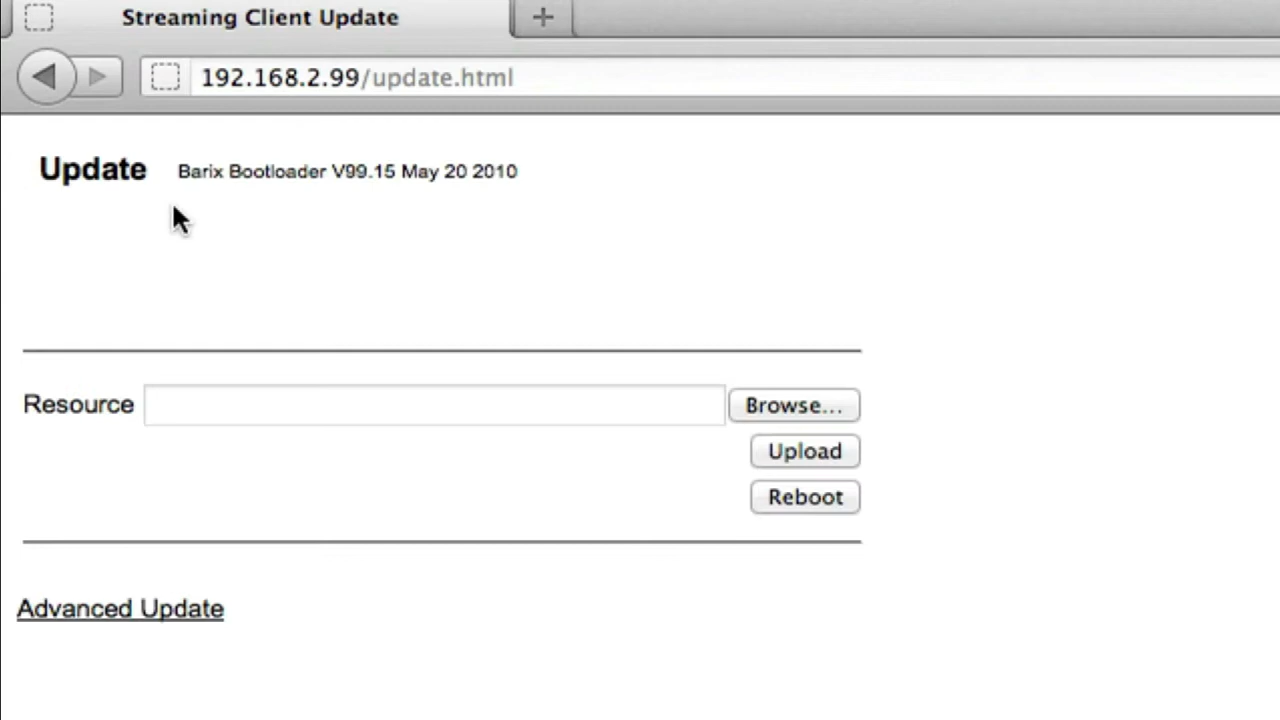 Streaming Client Update
192.168.2.99/update.html
Update Barix Bootloader V99.15 May 20 2010
Resource Browse...
Upload
Reboot
Advanced Update